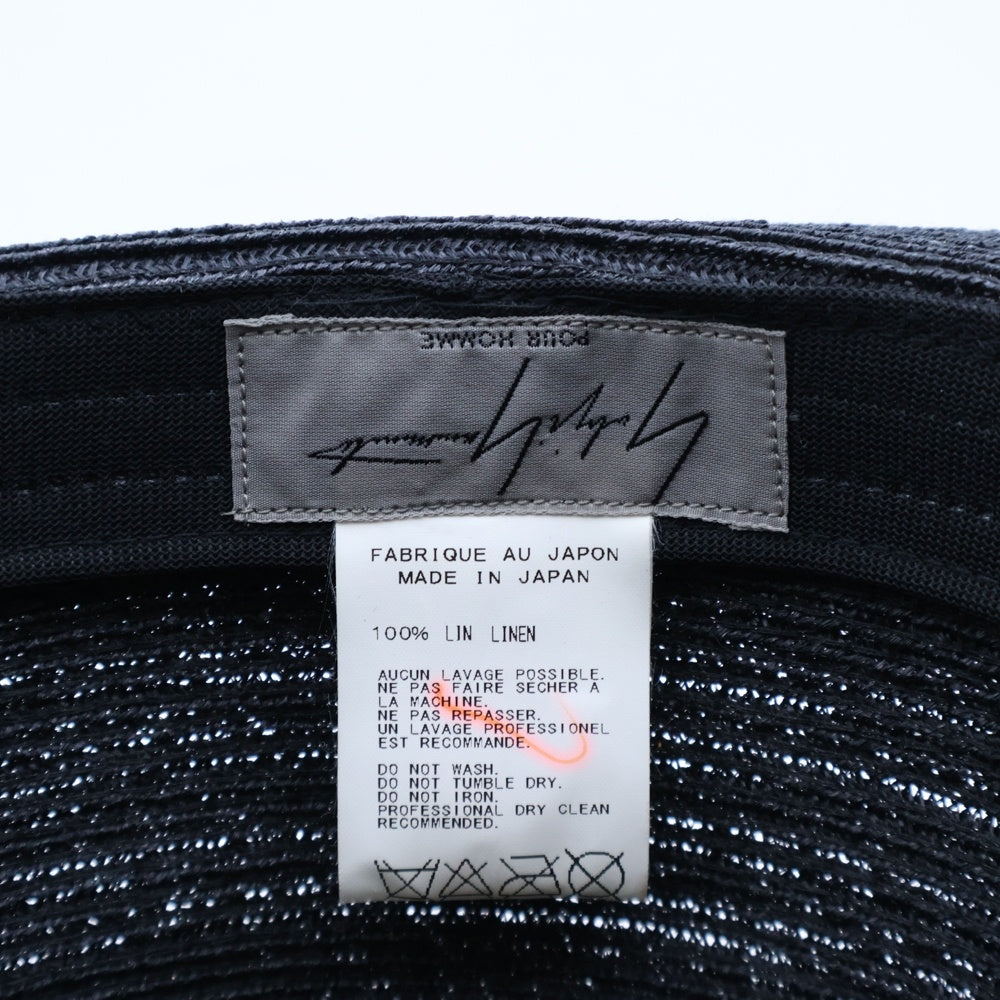 POUR HOMME
Yohji Yamamoto
FABRIQUE AU JAPON
MADE IN JAPAN
100% LIN LINEN
AUCUN LAVAGE POSSIBLE.
NE PAS FAIRE SECHER A
LA MACHINE.
NE PAS REPASSER.
UN LAVAGE PROFESSIONEL
EST RECOMMANDE.
DO NOT WASH.
DO NOT TUMBLE DRY.
DO NOT IRON.
PROFESSIONAL DRY CLEAN
RECOMMENDED.